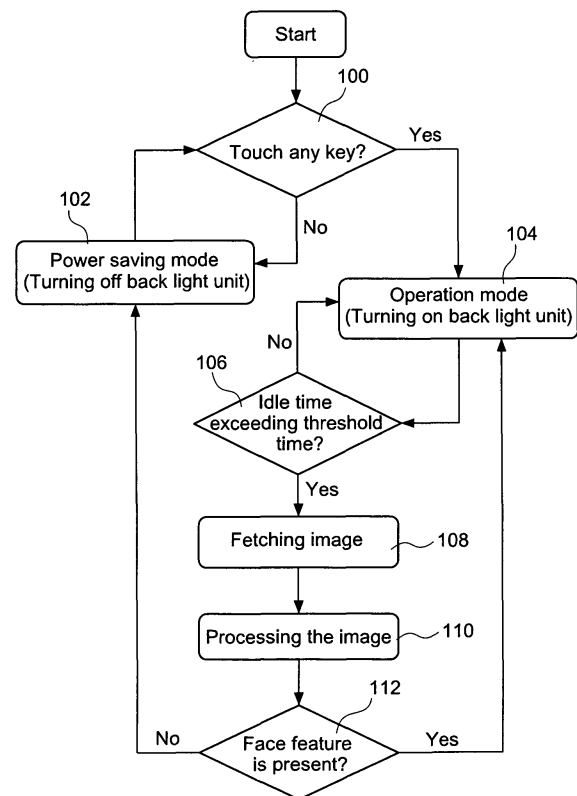 Start
100
Touch any key?
Yes
No
102
Power saving mode
(Turning off back light unit)
104
Operation mode
(Turning on back light unit)
No
106
Idle time
exceeding threshold
time?
Yes
Fetching image
108
Processing the image
110
112
Face feature
is present?
No
Yes